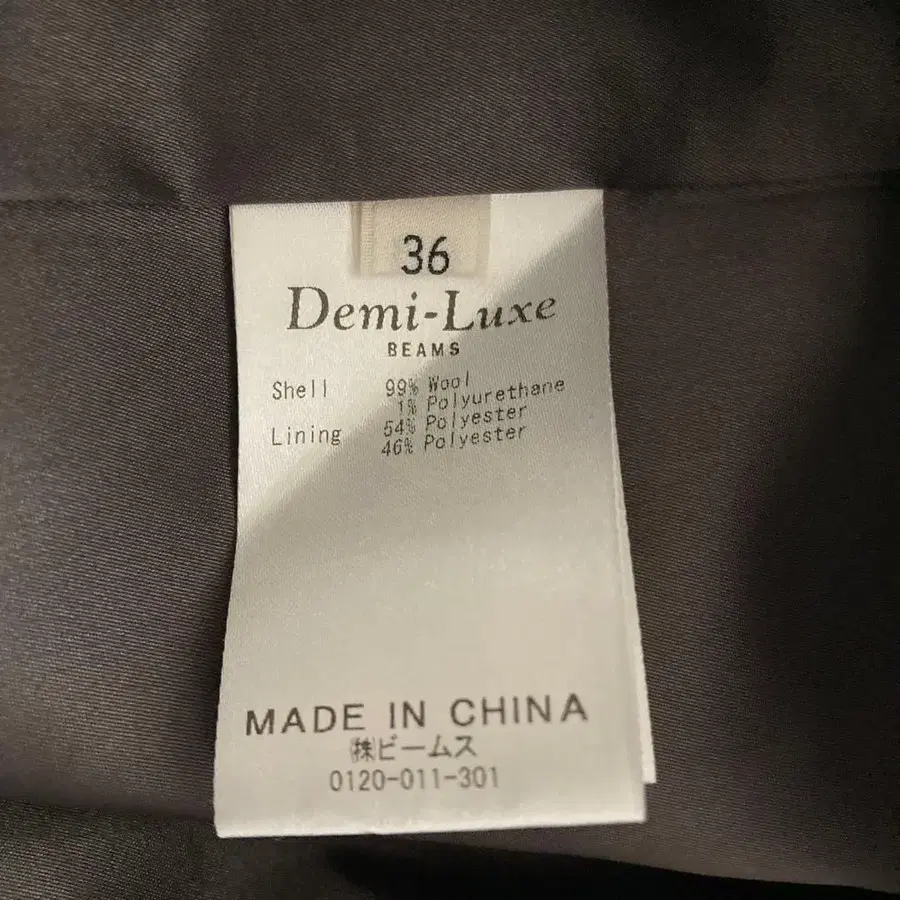 36
Demi-Luxe
BEAMS
Shell 99% Wool
1% Polyurethane
Lining 54% Polyester
46% Polyester
MADE IN CHINA
㈱ビームス
0120-011-301